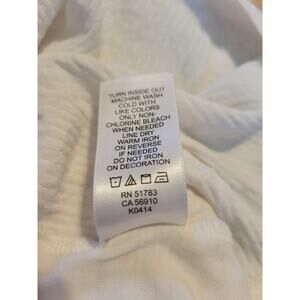 TURN INSIDE OUT
MACHINE WASH
COLD WITH
LIKE COLORS
ONLY NON-
CHLORINE BLEACH
WHEN NEEDED
LINE DRY
WARM IRON
ON REVERSE
IF NEEDED
DO NOT IRON
ON DECORATION
RN 51783
CA 56910
K0414